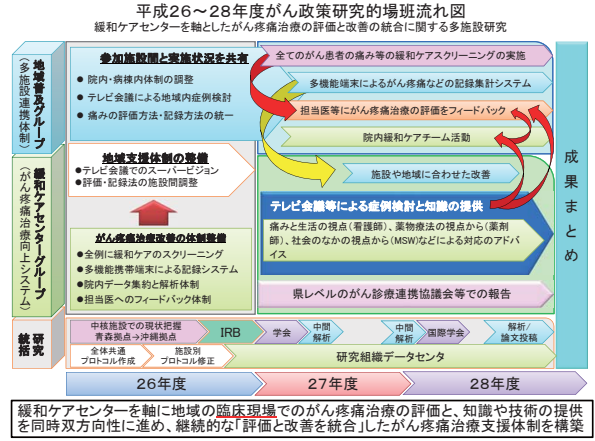 平成26～28年度がん政策研究的場班流れ図
緩和ケアセンターを軸としたがん疼痛治療の評価と改善の統合に関する多施設研究
地域普及グループ
（多施設連携体制）
参加施設間と実施状況を共有
● 院内・病棟内体制の調整
● テレビ会議による地域内症例検討
● 痛みの評価方法・記録方法の統一
全てのがん患者の痛み等の緩和ケアスクリーニングの実施
多機能端末によるがん疼痛などの記録集計システム
担当医等にがん疼痛治療の評価をフィードバック
院内緩和ケアチーム活動
施設や地域に合わせた改善
緩和ケアセンターグループ
（がん疼痛治療向上システム）
地域支援体制の整備
●テレビ会議でのスーパービジョン
●評価・記録法の施設間調整
がん疼痛治療改善の体制整備
●全例に緩和ケアのスクリーニング
●多機能携帯端末による記録システム
●院内データ集約と解析体制
●担当医へのフィードバック体制
テレビ会議等による症例検討と知識の提供
痛みと生活の視点(看護師)、薬物療法の視点から(薬剤
師)、社会のなかの視点から(MSW)などによる対応のアドバ
イス
県レベルのがん診療連携協議会等での報告
成果まとめ
研究
統括
中核施設での現状把握
青森拠点→沖縄拠点
IRB
学会
中間
解析
中間
解析
国際学会
解析/
論文投稿
全体共通
プロトコル作成
施設別
プロトコル修正
研究組織データセンタ
26年度
27年度
28年度
緩和ケアセンターを軸に地域の臨床現場でのがん疼痛治療の評価と、知識や技術の提供
を同時双方向性に進め、継続的な「評価と改善を統合」したがん疼痛治療支援体制を構築